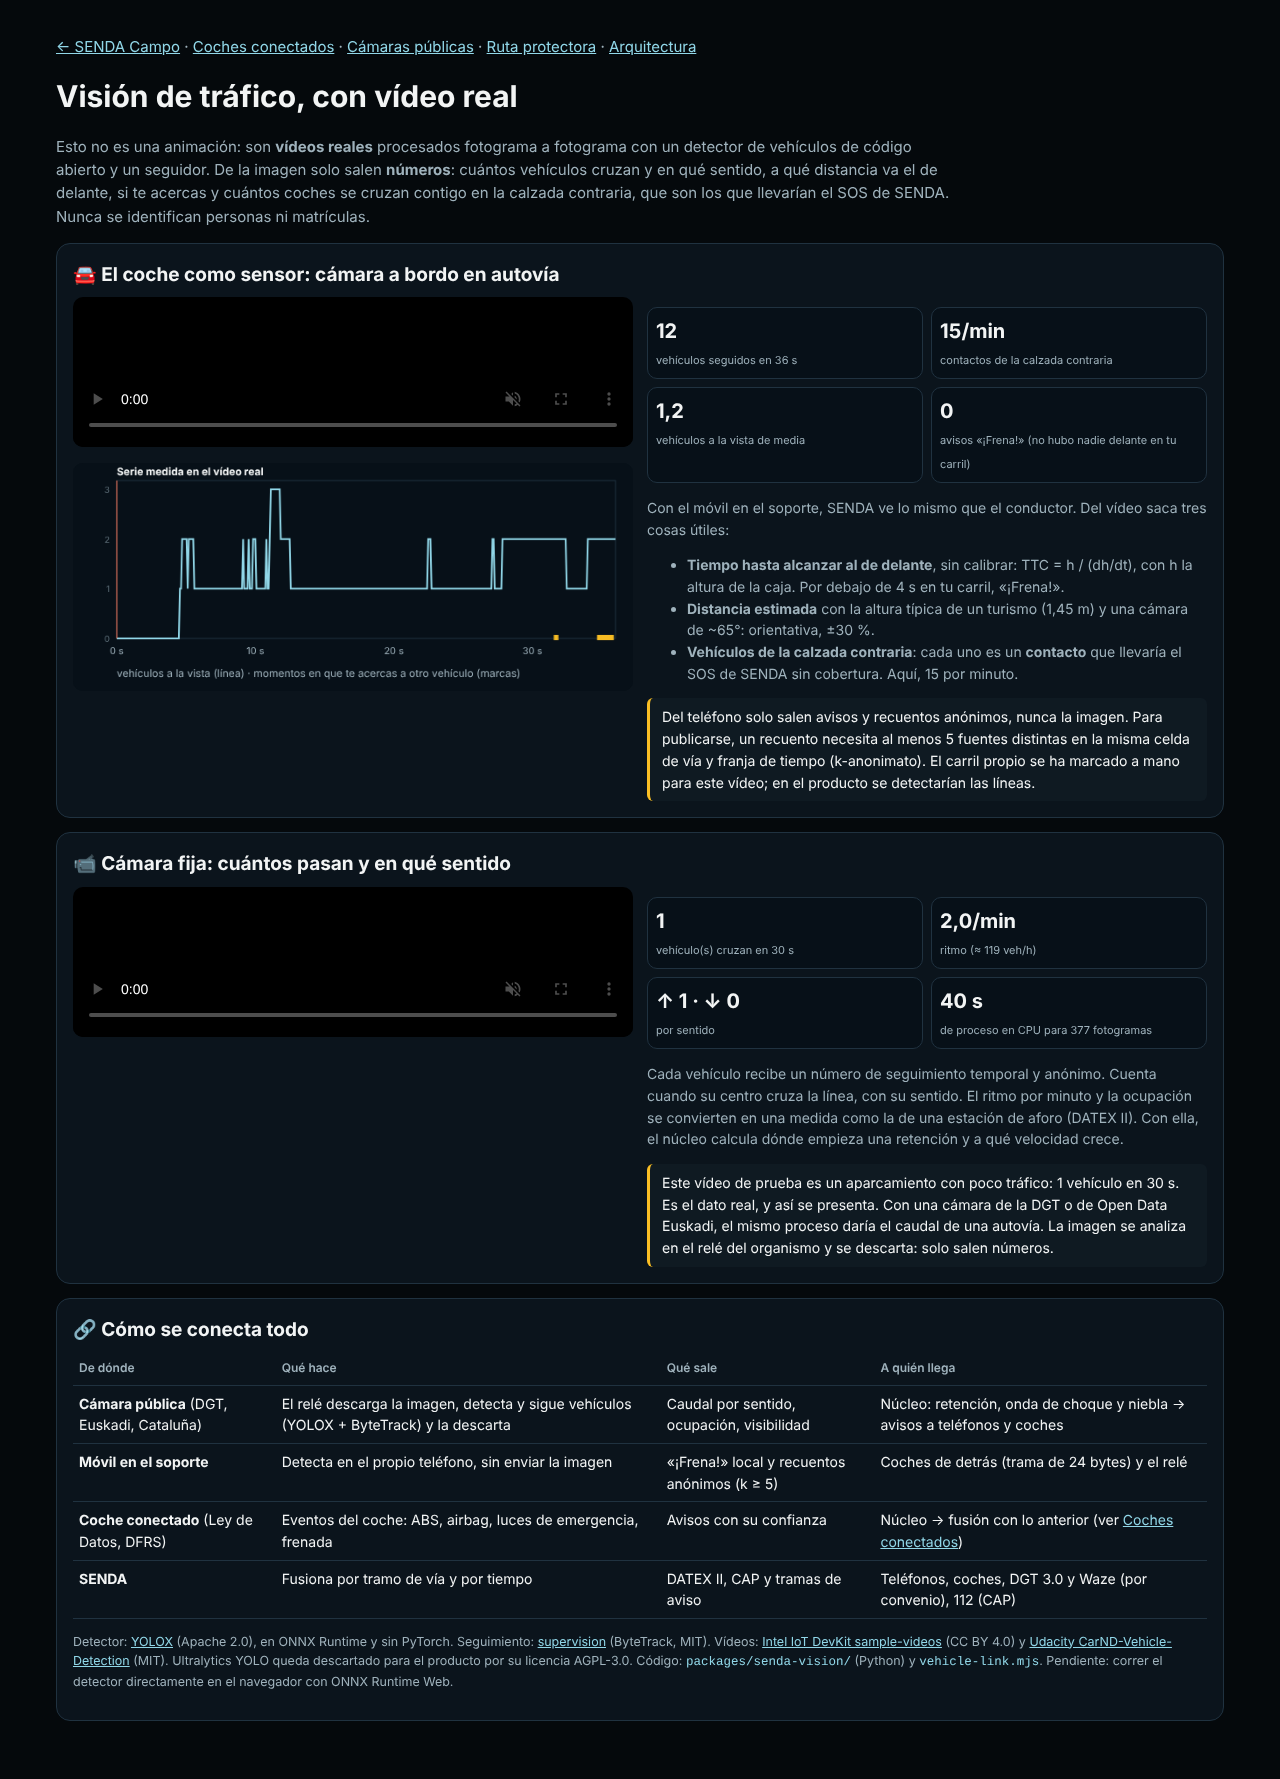 ← SENDA Campo · Coches conectados · Cámaras públicas · Ruta protectora · Arquitectura
Visión de tráfico, con vídeo real
Esto no es una animación: son vídeos reales procesados fotograma a fotograma con un detector de vehículos de código
abierto y un seguidor. De la imagen solo salen números: cuántos vehículos cruzan y en qué sentido, a qué distancia va el de
delante, si te acercas y cuántos coches se cruzan contigo en la calzada contraria, que son los que llevarían el SOS de SENDA.
Nunca se identifican personas ni matrículas.
🚘 El coche como sensor: cámara a bordo en autovía
0:00
Serie medida en el vídeo real
3
2
1
0
0 s 10 s 20 s 30 s
vehículos a la vista (línea) · momentos en que te acercas a otro vehículo (marcas)
12
vehículos seguidos en 36 s
15/min
contactos de la calzada contraria
1,2
vehículos a la vista de media
0
avisos «¡Frena!» (no hubo nadie delante en tu
carril)
Con el móvil en el soporte, SENDA ve lo mismo que el conductor. Del vídeo saca tres
cosas útiles:
• Tiempo hasta alcanzar al de delante, sin calibrar: TTC = h / (dh/dt), con h la
altura de la caja. Por debajo de 4 s en tu carril, «¡Frena!».
• Distancia estimada con la altura típica de un turismo (1,45 m) y una cámara
de ~65°: orientativa, ±30 %.
• Vehículos de la calzada contraria: cada uno es un contacto que llevaría el
SOS de SENDA sin cobertura. Aquí, 15 por minuto.
Del teléfono solo salen avisos y recuentos anónimos, nunca la imagen. Para
publicarse, un recuento necesita al menos 5 fuentes distintas en la misma celda
de vía y franja de tiempo (k-anonimato). El carril propio se ha marcado a mano
para este vídeo; en el producto se detectarían las líneas.
📹 Cámara fija: cuántos pasan y en qué sentido
0:00
1
vehículo(s) cruzan en 30 s
2,0/min
ritmo (≈ 119 veh/h)
↑ 1 · ↓ 0
por sentido
40 s
de proceso en CPU para 377 fotogramas
Cada vehículo recibe un número de seguimiento temporal y anónimo. Cuenta
cuando su centro cruza la línea, con su sentido. El ritmo por minuto y la ocupación
se convierten en una medida como la de una estación de aforo (DATEX II). Con ella,
el núcleo calcula dónde empieza una retención y a qué velocidad crece.
Este vídeo de prueba es un aparcamiento con poco tráfico: 1 vehículo en 30 s.
Es el dato real, y así se presenta. Con una cámara de la DGT o de Open Data
Euskadi, el mismo proceso daría el caudal de una autovía. La imagen se analiza
en el relé del organismo y se descarta: solo salen números.
🔗 Cómo se conecta todo
De dónde Qué hace Qué sale A quién llega
Cámara pública (DGT, El relé descarga la imagen, detecta y sigue vehículos Caudal por sentido, Núcleo: retención, onda de choque y niebla →
Euskadi, Cataluña) (YOLOX + ByteTrack) y la descarta ocupación, visibilidad avisos a teléfonos y coches
Móvil en el soporte Detecta en el propio teléfono, sin enviar la imagen «¡Frena!» local y recuentos Coches de detrás (trama de 24 bytes) y el relé
anónimos (k ≥ 5)
Coche conectado (Ley de Eventos del coche: ABS, airbag, luces de emergencia, Avisos con su confianza Núcleo → fusión con lo anterior (ver Coches
Datos, DFRS) frenada conectados)
SENDA Fusiona por tramo de vía y por tiempo DATEX II, CAP y tramas de Teléfonos, coches, DGT 3.0 y Waze (por
aviso convenio), 112 (CAP)
Detector: YOLOX (Apache 2.0), en ONNX Runtime y sin PyTorch. Seguimiento: supervision (ByteTrack, MIT). Vídeos: Intel IoT DevKit sample-videos (CC BY 4.0) y Udacity CarND-Vehicle-
Detection (MIT). Ultralytics YOLO queda descartado para el producto por su licencia AGPL-3.0. Código: packages/senda-vision/ (Python) y vehicle-link.mjs. Pendiente: correr el
detector directamente en el navegador con ONNX Runtime Web.